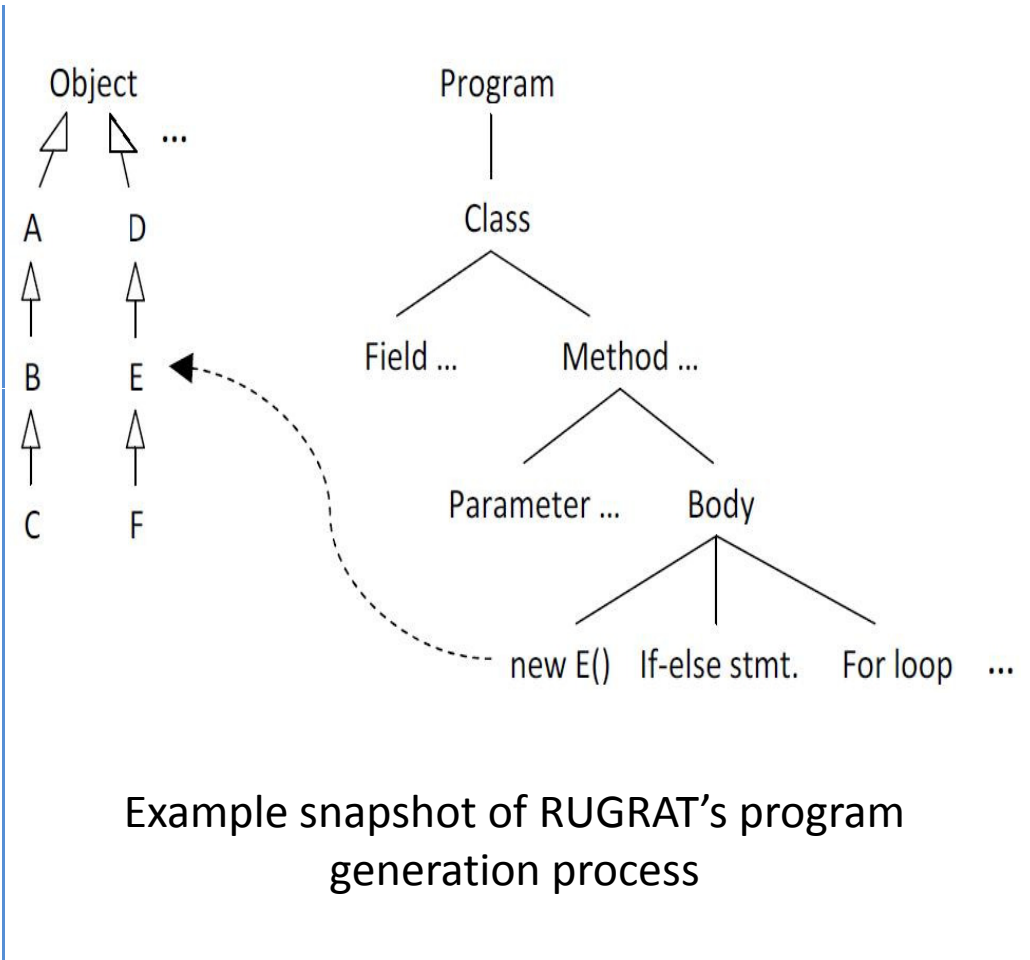 Object
...
A
D
B
E
C
F
Program
Class
Field ...
Method ...
Parameter ...
Body
new E()
If-else stmt.
For loop
...
Example snapshot of RUGRAT’s program
generation process